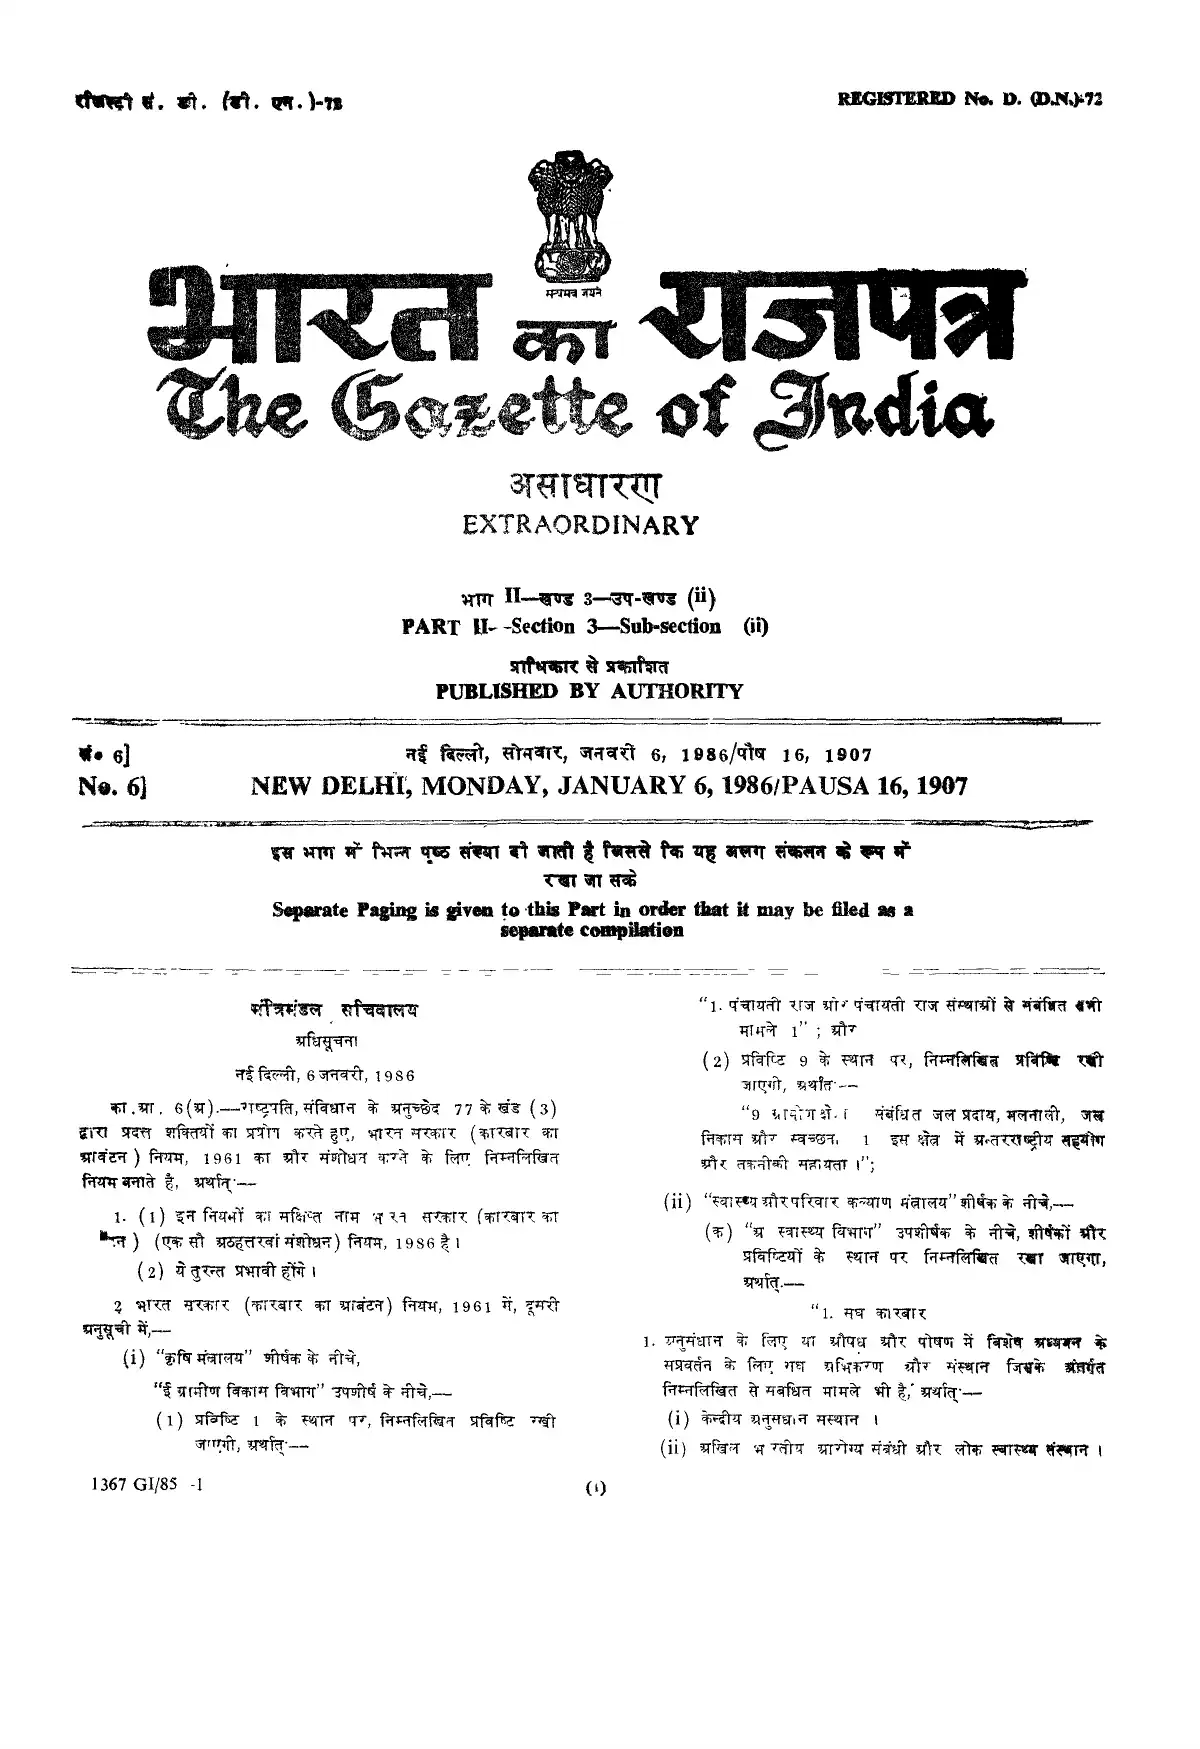 रजिस्ट्री सं. डी. (डी. एन.)-72
REGISTERED No. D. (D.N.)-72
भारत का राजपत्र
The Gazette of India
असाधारण
EXTRAORDINARY
भाग II—खण्ड 3—उप-खण्ड (ii)
PART II--Section 3—Sub-section (ii)
प्राधिकार से प्रकाशित
PUBLISHED BY AUTHORITY
सं॰ 6]
नई दिल्ली, सोमवार, जनवरी 6, 1986/पौष 16, 1907
No. 6]
NEW DELHI, MONDAY, JANUARY 6, 1986/PAUSA 16, 1907
इस भाग में भिन्न पृष्ठ संख्या दी जाती है जिससे कि यह अलग संकलन के रूप में
रखा जा सके
Separate Paging is given to this Part in order that it may be filed as a
separate compilation
मंत्रिमंडल सचिवालय
अधिसूचना
नई दिल्ली, 6 जनवरी, 1986
का.आ. 6(अ).—राष्ट्रपति, संविधान के अनुच्छेद 77 के खंड (3)
द्वारा प्रदत्त शक्तियों का प्रयोग करते हुए, भारत सरकार (कारबार का
आबंटन) नियम, 1961 का और संशोधन करने के लिए निम्नलिखित
नियम बनाते है, अर्थात्:—
1. (1) इन नियमों का संक्षिप्त नाम भारत सरकार (कारबार का
) (एक सौ अठहत्तरवां संशोधन) नियम, 1986 है।
(2) ये तुरन्त प्रभावी होंगे।
2. भारत सरकार (कारबार का आबंटन) नियम, 1961 में, दूसरी
अनुसूची में,—
(i) "कृषि मंत्रालय" शीर्षक के नीचे,
"ई ग्रामीण विकास विभाग" उपशीर्ष के नीचे,—
(1) प्रविष्टि 1 के स्थान पर, निम्नलिखित प्रविष्टि रखी
जाएगी, अर्थात्:—
1367 GI/85 -1
"1. पंचायती राज और पंचायती राज संस्थाओं से संबंधित सभी
मामले 1" ; और
(2) प्रविष्टि 9 के स्थान पर, निम्नलिखित प्रविष्टि रखी
जाएगी, अर्थात:--
"9 ग्रामीण क्षेत्रों संबंधित जल प्रदाय, मलनाली, जल
निकास और स्वच्छता 1 इस क्षेत्र में अन्तरराष्ट्रीय सहयोग
और तकनीकी सहायता।";
(ii) "स्वास्थ्य और परिवार कल्याण मंत्रालय" शीर्षक के नीचे,—
(क) "अ स्वास्थ्य विभाग" उपशीर्षक के नीचे, शीर्षकों और
प्रविष्टियों के स्थान पर निम्नलिखित रखा जाएगा,
अर्थात्.—
"1. संघ कारबार
1. अनुसंधान के लिए या औषध और पोषण में विशेष अध्ययन के
संप्रवर्तन के लिए संघ अभिकरण और संस्थान जिसके अंतर्गत
निम्नलिखित से संबंधित मामले भी है, अर्थात्:—
(i) केन्दीय अनुसंधान संस्थान ।
(ii) अखिल भारतीय आरोग्य संबंधी और लोक स्वास्थ्य संस्थान ।